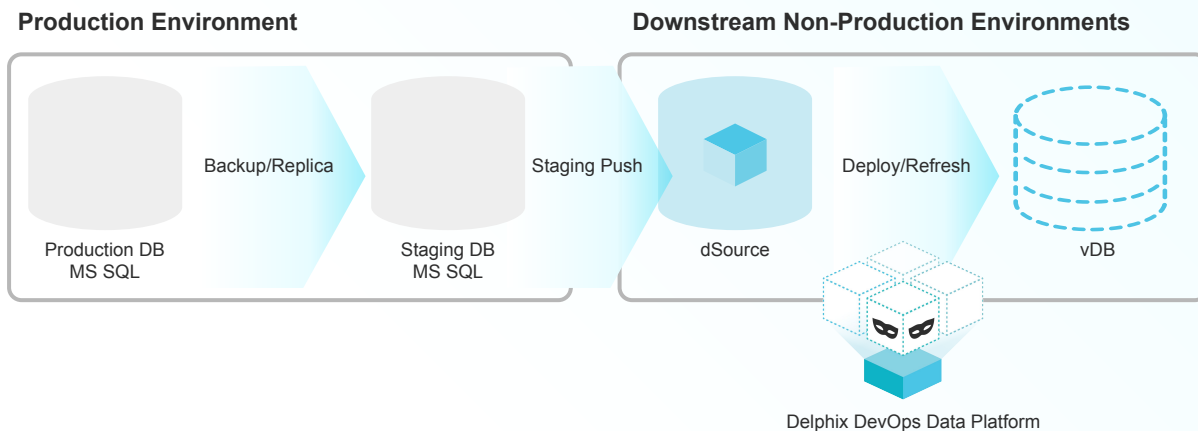 Production Environment
Downstream Non-Production Environments
Backup/Replica
Staging Push
Deploy/Refresh
Production DB
MS SQL
Staging DB
MS SQL
dSource
vDB
Delphix DevOps Data Platform